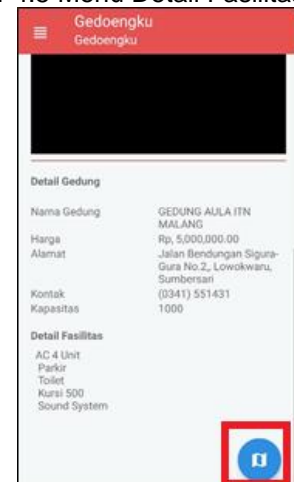 Gedoengku
Gedoengku
Detail Gedung
Nama Gedung GEDUNG AULA ITN
MALANG
Harga Rp, 5,000,000.00
Alamat Jalan Bendungan Sigura-
Gura No.2,, Lowokwaru,
Sumbersari
Kontak (0341) 551431
Kapasitas 1000
Detail Fasilitas
AC 4 Unit
Parkir
Toilet
Kursi 500
Sound System